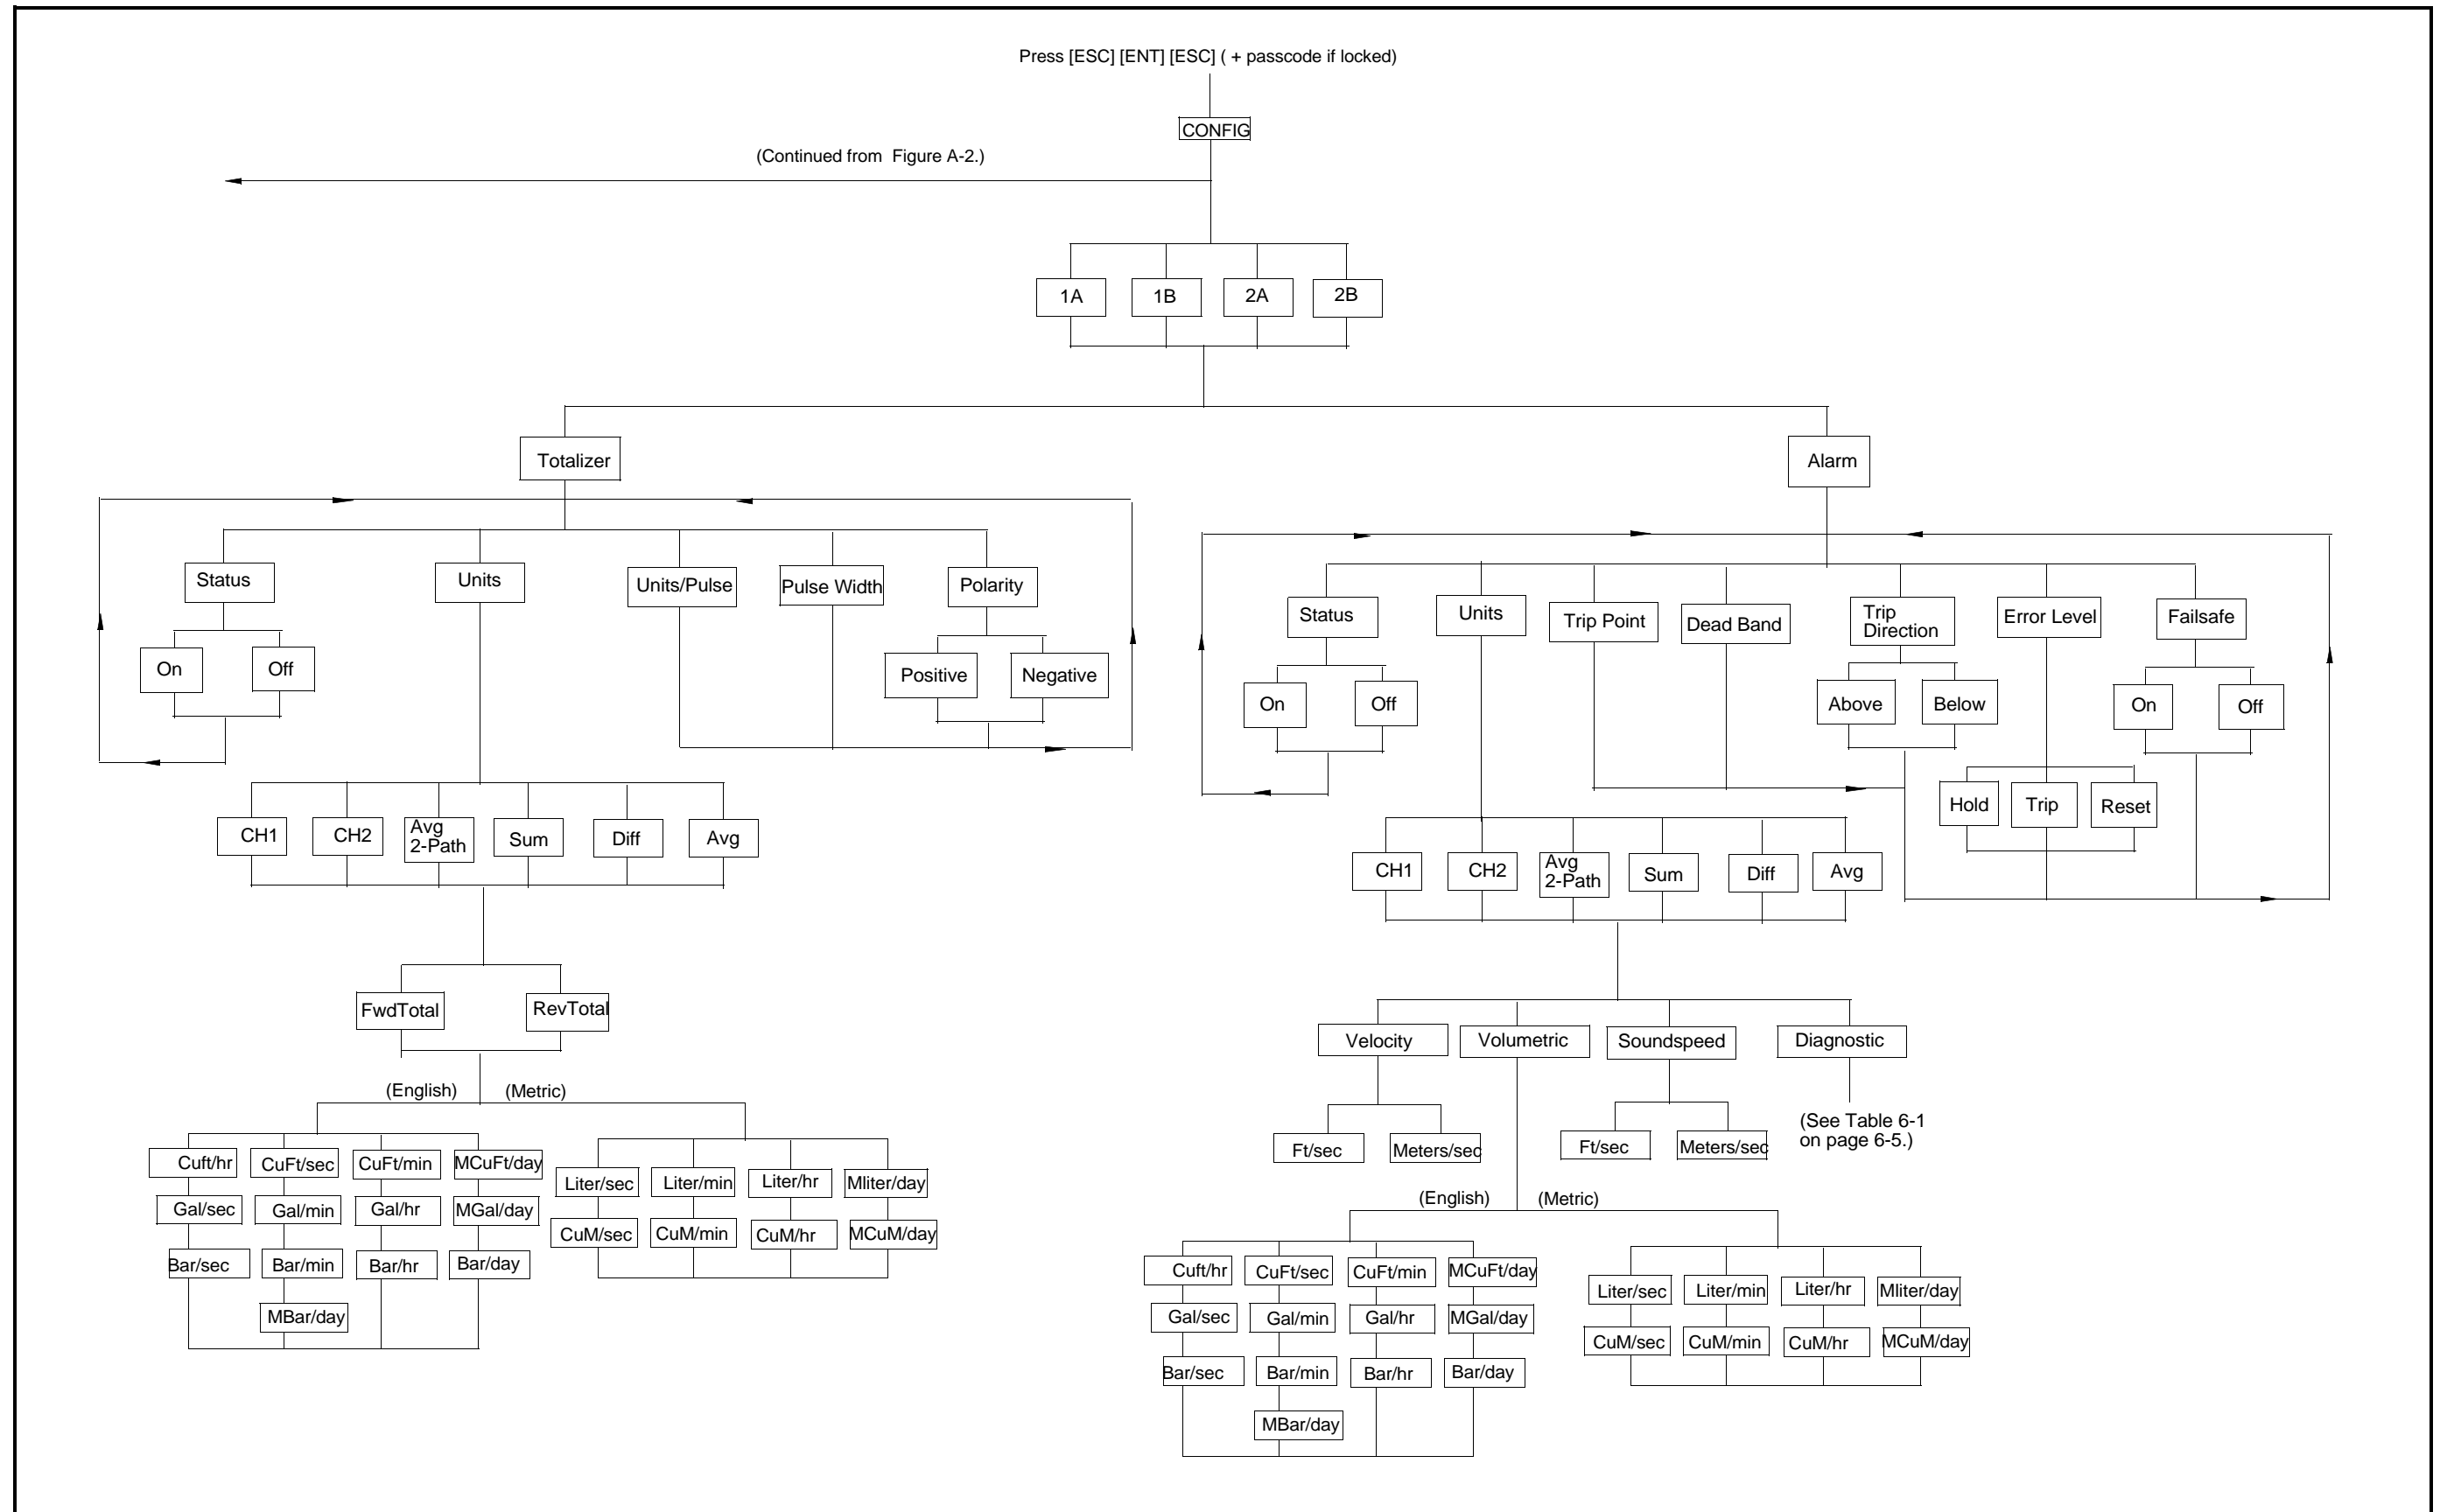 Press [ESC] [ENT] [ESC] ( + passcode if locked)
CONFIG
(Continued from Figure A-2.)
1A
1B
2A
2B
Totalizer
Alarm
Status
Units
Units/Pulse
Pulse Width
Polarity
On
Off
Positive
Negative
CH1
CH2
Avg
2-Path
Sum
Diff
Avg
FwdTotal
RevTotal
(English)
(Metric)
Cuft/hr
CuFt/sec
CuFt/min
MCuFt/day
Gal/sec
Gal/min
Gal/hr
MGal/day
Bar/sec
Bar/min
Bar/hr
Bar/day
MBar/day
Liter/sec
Liter/min
Liter/hr
Mliter/day
CuM/sec
CuM/min
CuM/hr
MCuM/day
Status
Units
Trip Point
Dead Band
Trip
Direction
Error Level
Failsafe
On
Off
Above
Below
On
Off
Hold
Trip
Reset
CH1
CH2
Avg
2-Path
Sum
Diff
Avg
Velocity
Volumetric
Soundspeed
Diagnostic
Ft/sec
Meters/sec
Ft/sec
Meters/sec
(See Table 6-1
on page 6-5.)
(English)
(Metric)
Cuft/hr
CuFt/sec
CuFt/min
MCuFt/day
Gal/sec
Gal/min
Gal/hr
MGal/day
Bar/sec
Bar/min
Bar/hr
Bar/day
MBar/day
Liter/sec
Liter/min
Liter/hr
Mliter/day
CuM/sec
CuM/min
CuM/hr
MCuM/day